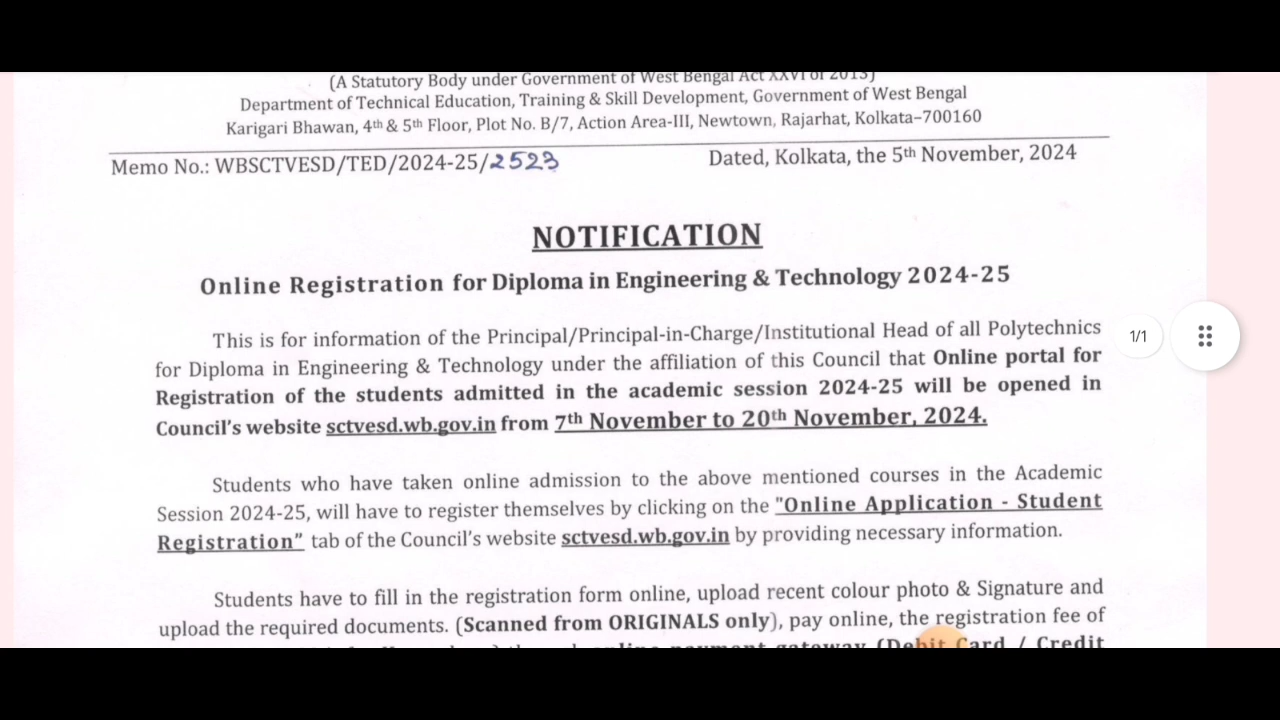 (A Statutory Body under Government of West Bengal Act XXVI of 2013)
Department of Technical Education, Training & Skill Development, Government of West Bengal
Karigari Bhawan, 4th & 5th Floor, Plot No. B/7, Action Area-III, Newtown, Rajarhat, Kolkata–700160
Memo No.: WBSCTVESD/TED/2024-25/2523 Dated, Kolkata, the 5th November, 2024
NOTIFICATION
Online Registration for Diploma in Engineering & Technology 2024-25
This is for information of the Principal/Principal-in-Charge/Institutional Head of all Polytechnics
for Diploma in Engineering & Technology under the affiliation of this Council that Online portal for
Registration of the students admitted in the academic session 2024-25 will be opened in
Council's website sctvesd.wb.gov.in from 7th November to 20th November, 2024.
1/1
Students who have taken online admission to the above mentioned courses in the Academic
Session 2024-25, will have to register themselves by clicking on the "Online Application - Student
Registration" tab of the Council's website sctvesd.wb.gov.in by providing necessary information.
Students have to fill in the registration form online, upload recent colour photo & Signature and
upload the required documents. (Scanned from ORIGINALS only), pay online, the registration fee of
online payment gateway (Debit Card / Credit